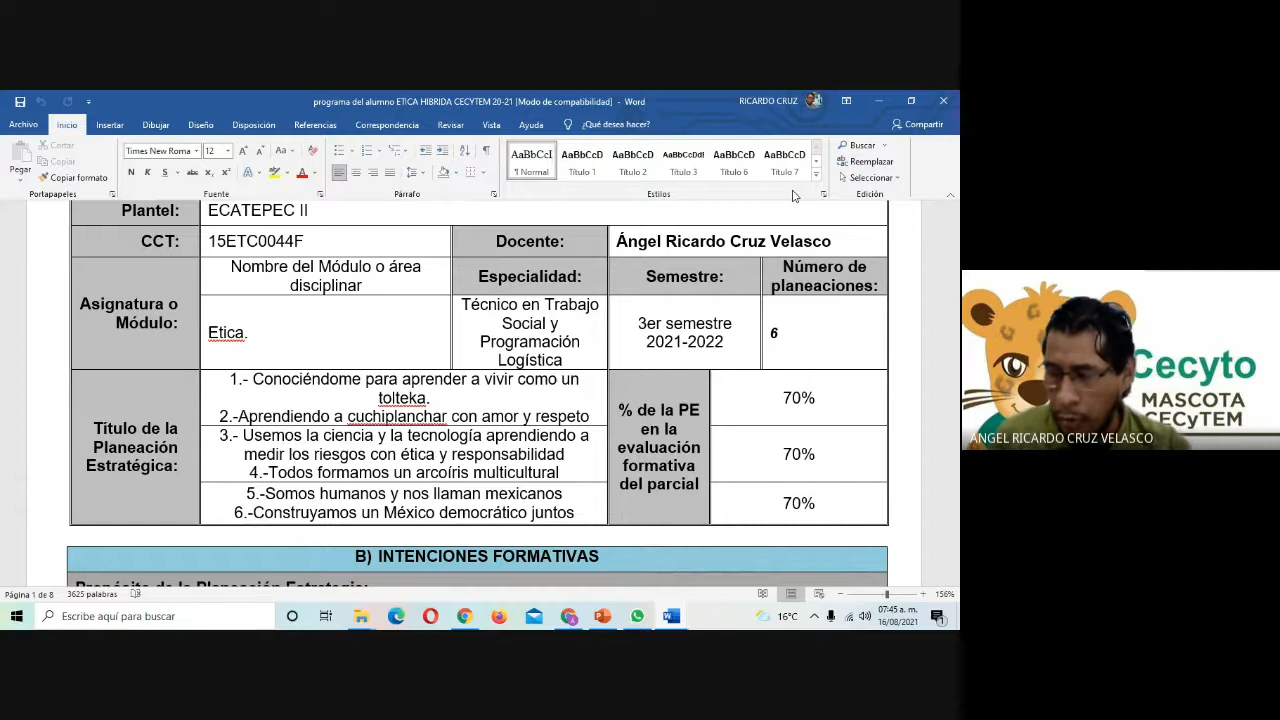 programa del alumno ETICA HIBRIDA CECYTEM 20-21 [Modo de compatibilidad] - Word
RICARDO CRUZ
Archivo Inicio Insertar Dibujar Diseño Disposición Referencias Correspondencia Revisar Vista Ayuda ¿Qué desea hacer? Compartir
Pegar
Cortar
Copiar
Copiar formato
Times New Roma 12
N K S
AaBbCcI AaBbCcD AaBbCcD AaBbCcDdI AaBbCcD AaBbCcD
¶ Normal Título 1 Título 2 Título 3 Título 6 Título 7
Buscar
Reemplazar
Seleccionar
Portapapeles Fuente Párrafo Estilos Edición
Plantel: ECATEPEC II
CCT: 15ETC0044F Docente: Ángel Ricardo Cruz Velasco
Asignatura o
Módulo:
Nombre del Módulo o área
disciplinar
Especialidad:
Semestre:
Número de
planeaciones:
Etica.
Técnico en Trabajo
Social y
Programación
Logística
3er semestre
2021-2022
6
Título de la
Planeación
Estratégica:
1.- Conociéndome para aprender a vivir como un
tolteka.
2.-Aprendiendo a cuchiplanchar con amor y respeto
3.- Usemos la ciencia y la tecnología aprendiendo a
medir los riesgos con ética y responsabilidad
4.-Todos formamos un arcoíris multicultural
5.-Somos humanos y nos llaman mexicanos
6.-Construyamos un México democrático juntos
% de la PE
en la
evaluación
formativa
del parcial
70%
70%
70%
B) INTENCIONES FORMATIVAS
Propósito de la Planeación Estrategia:
Página 1 de 8 3625 palabras 156%
Escribe aquí para buscar
16°C
07:45 a. m.
16/08/2021
Cecyto
MASCOTA
CECyTEM
ANGEL RICARDO CRUZ VELASCO